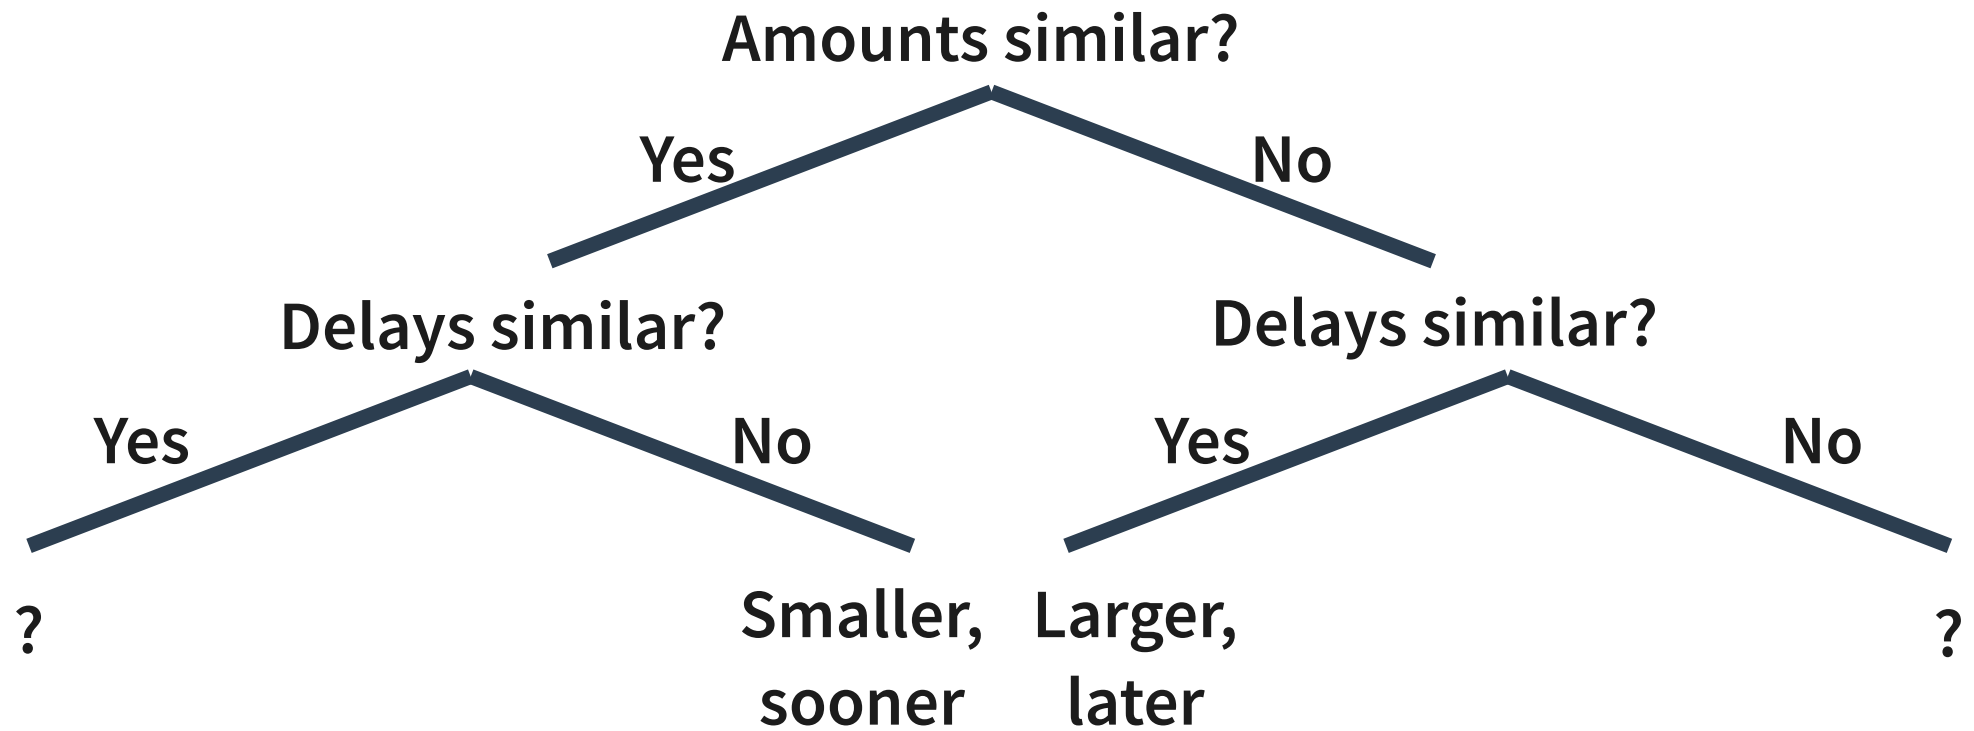 Amounts similar?
Yes
No
Delays similar?
Delays similar?
Yes
No
Yes
No
?
Smaller,
sooner
Larger,
later
?